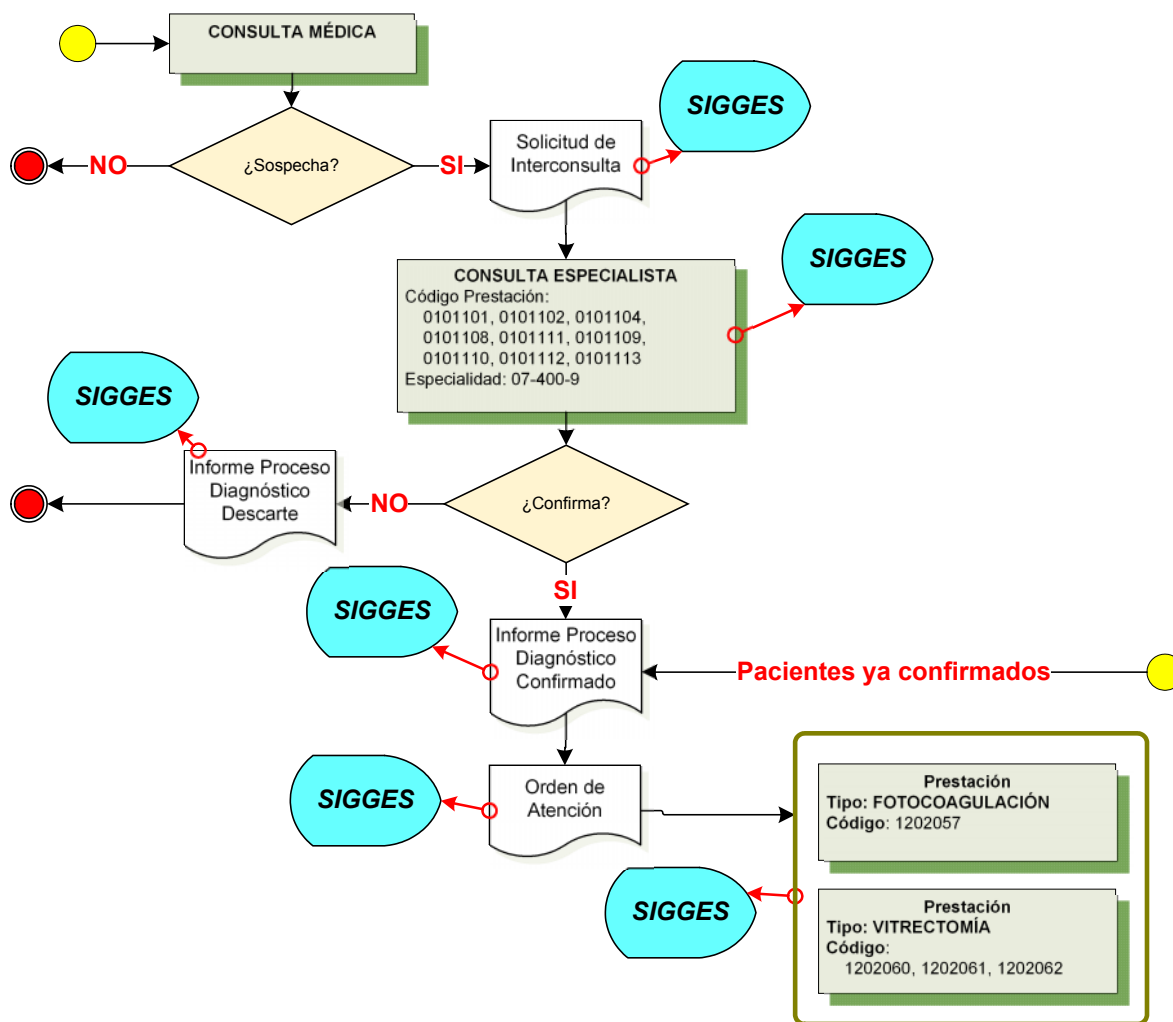 CONSULTA MÉDICA
SIGGES
¿Sospecha?
NO
SI
Solicitud de
Interconsulta
SIGGES
CONSULTA ESPECIALISTA
Código Prestación:
0101101, 0101102, 0101104,
0101108, 0101111, 0101109,
0101110, 0101112, 0101113
Especialidad: 07-400-9
SIGGES
Informe Proceso
Diagnóstico
Descarte
NO
¿Confirma?
SI
SIGGES
Informe Proceso
Diagnóstico
Confirmado
Pacientes ya confirmados
SIGGES
Orden de
Atención
Prestación
Tipo: FOTOCOAGULACIÓN
Código: 1202057
SIGGES
Prestación
Tipo: VITRECTOMÍA
Código:
1202060, 1202061, 1202062